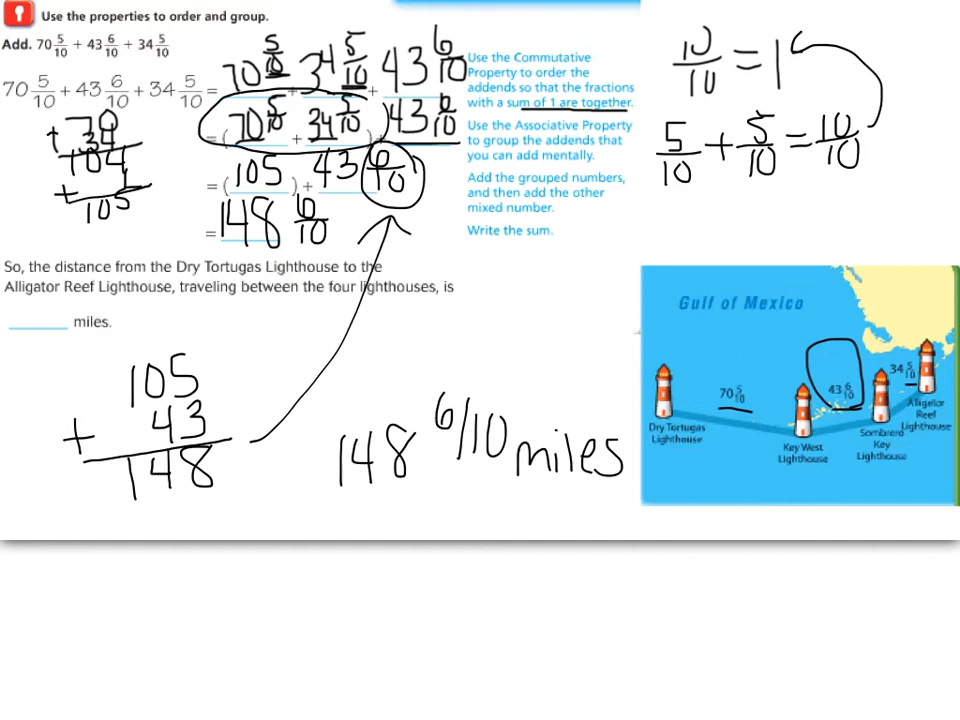 ! Use the properties to order and group.
Add. 70 5/10 + 43 6/10 + 34 5/10
70 5/10 + 43 6/10 + 34 5/10 = 70 5/10 + 34 5/10 + 43 6/10
= ( 70 5/10 + 34 5/10 ) + 43 6/10
= ( 105 ) + 43 6/10
= 148 6/10
70
+ 34
104
+ 1
105
Use the Commutative
Property to order the
addends so that the fractions
with a sum of 1 are together.
Use the Associative Property
to group the addends that
you can add mentally.
Add the grouped numbers,
and then add the other
mixed number.
Write the sum.
10/10 = 1
5/10 + 5/10 = 10/10
So, the distance from the Dry Tortugas Lighthouse to the
Alligator Reef Lighthouse, traveling between the four lighthouses, is
______ miles.
105
+ 43
148
148 6/10 miles
Gulf of Mexico
70 5/10
43 6/10
34 5/10
Dry Tortugas
Lighthouse
Key West
Lighthouse
Sombrero
Key
Lighthouse
Alligator
Reef
Lighthouse